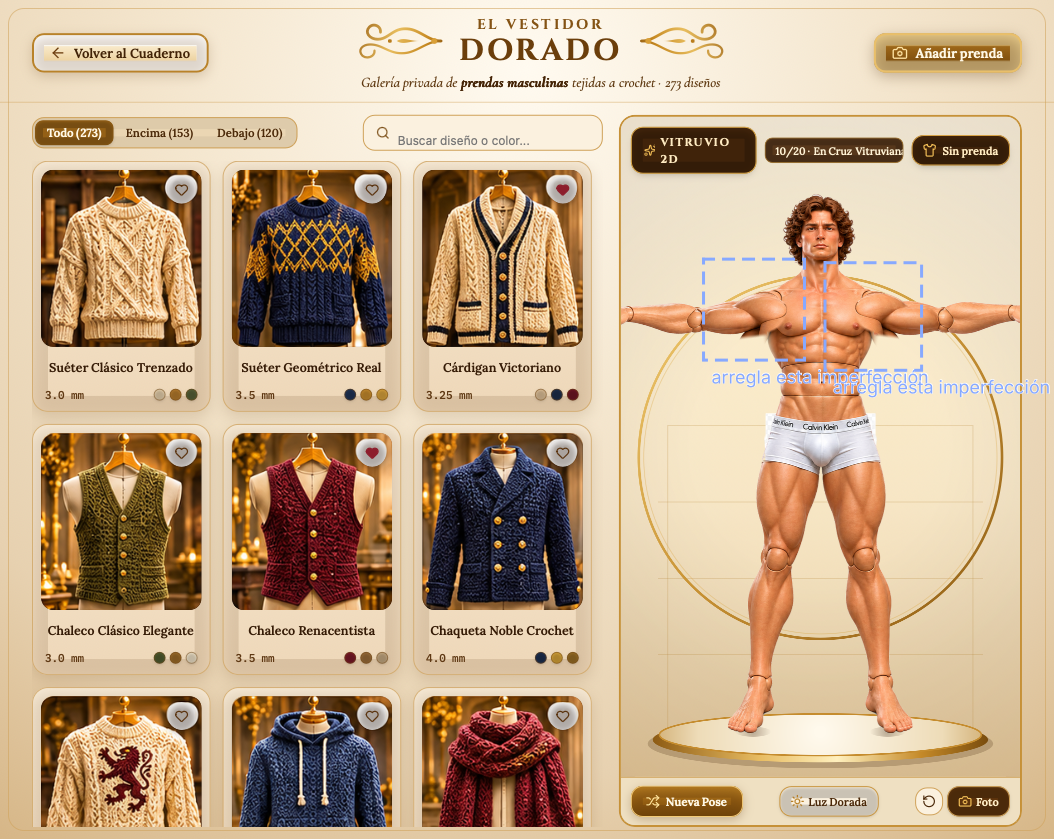 EL VESTIDOR
Volver al Cuaderno
DORADO
Añadir prenda
Galería privada de prendas masculinas tejidas a crochet · 273 diseños
Todo (273)
Encima (153)
Debajo (120)
Buscar diseño o color...
VITRUVIO
2D
10/20 · En Cruz Vitruviana
Sin prenda
Suéter Clásico Trenzado
Suéter Geométrico Real
Cárdigan Victoriano
3.0 mm
3.5 mm
3.25 mm
arregla esta imperfección
arregla esta imperfección
Calvin Klein
Chaleco Clásico Elegante
Chaleco Renacentista
Chaqueta Noble Crochet
3.0 mm
3.5 mm
4.0 mm
Nueva Pose
Luz Dorada
Foto